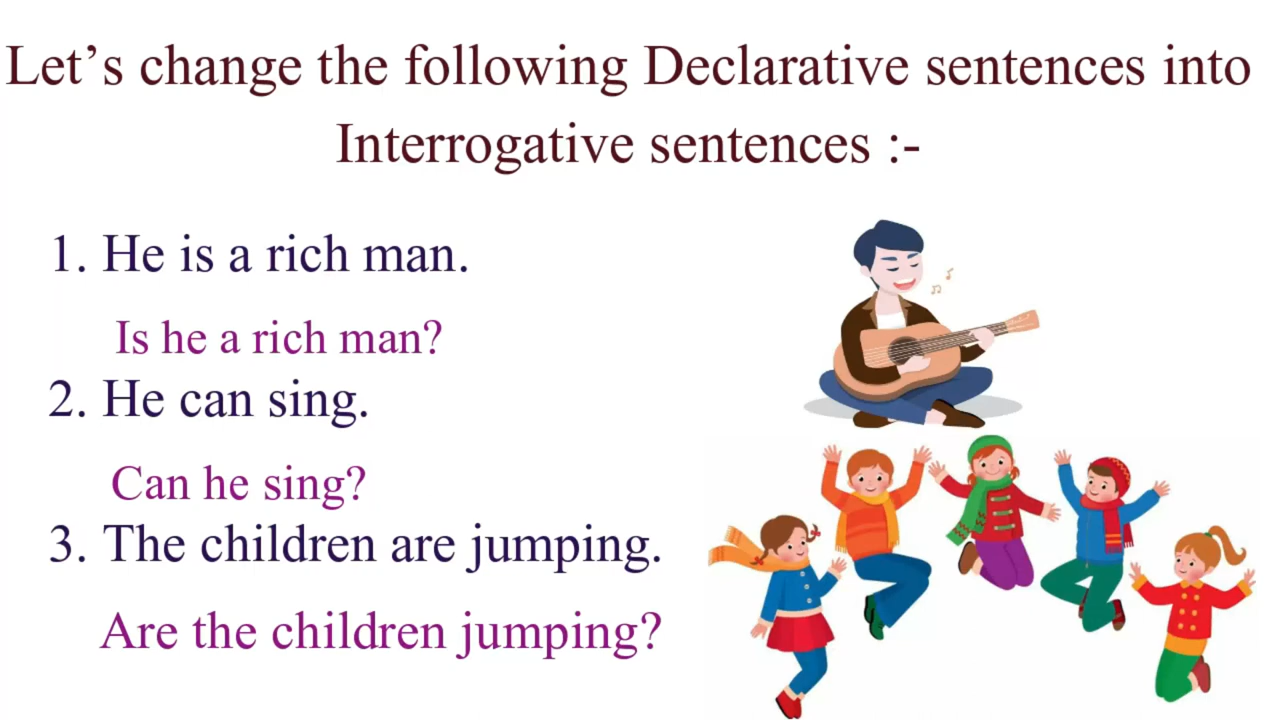 Let’s change the following Declarative sentences into
Interrogative sentences :-
1. He is a rich man.
Is he a rich man?
2. He can sing.
Can he sing?
3. The children are jumping.
Are the children jumping?